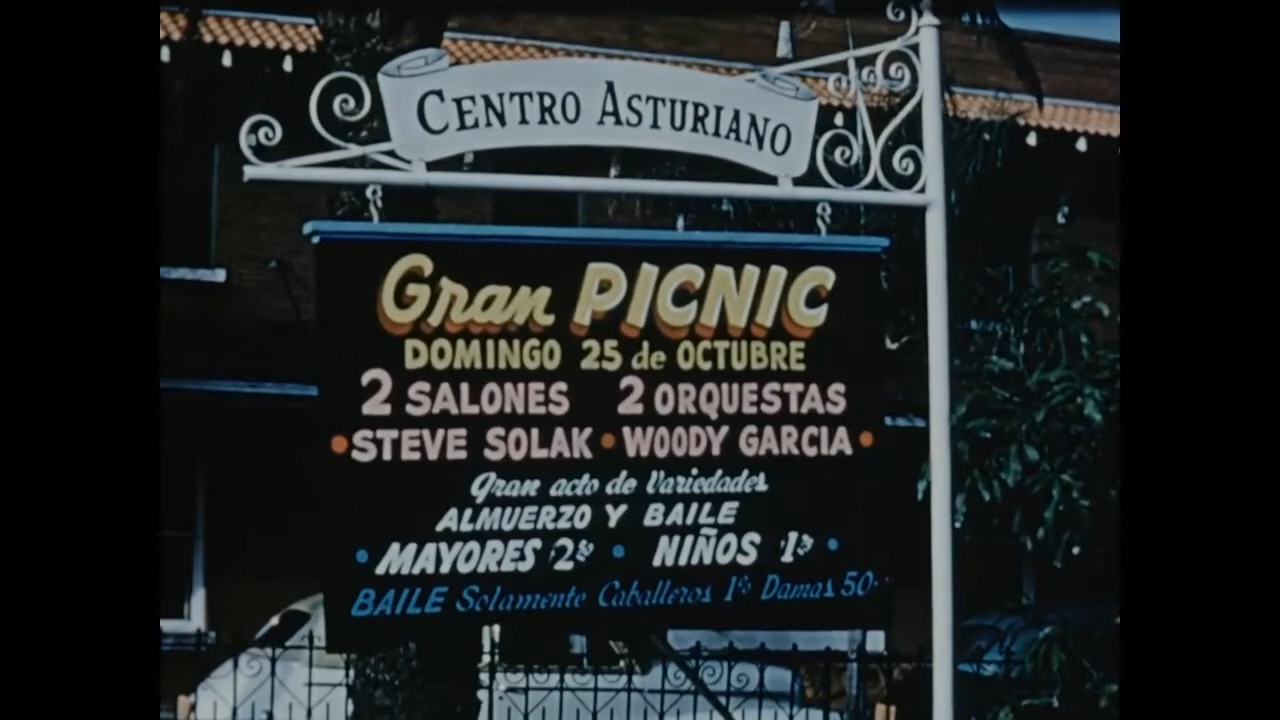 CENTRO ASTURIANO
Gran PICNIC
DOMINGO 25 de OCTUBRE
2 SALONES 2 ORQUESTAS
• STEVE SOLAK • WOODY GARCIA •
Gran acto de Variedades
ALMUERZO Y BAILE
• MAYORES 2$ • NIÑOS 1$ •
BAILE Solamente Caballeros 1$ Damas 50